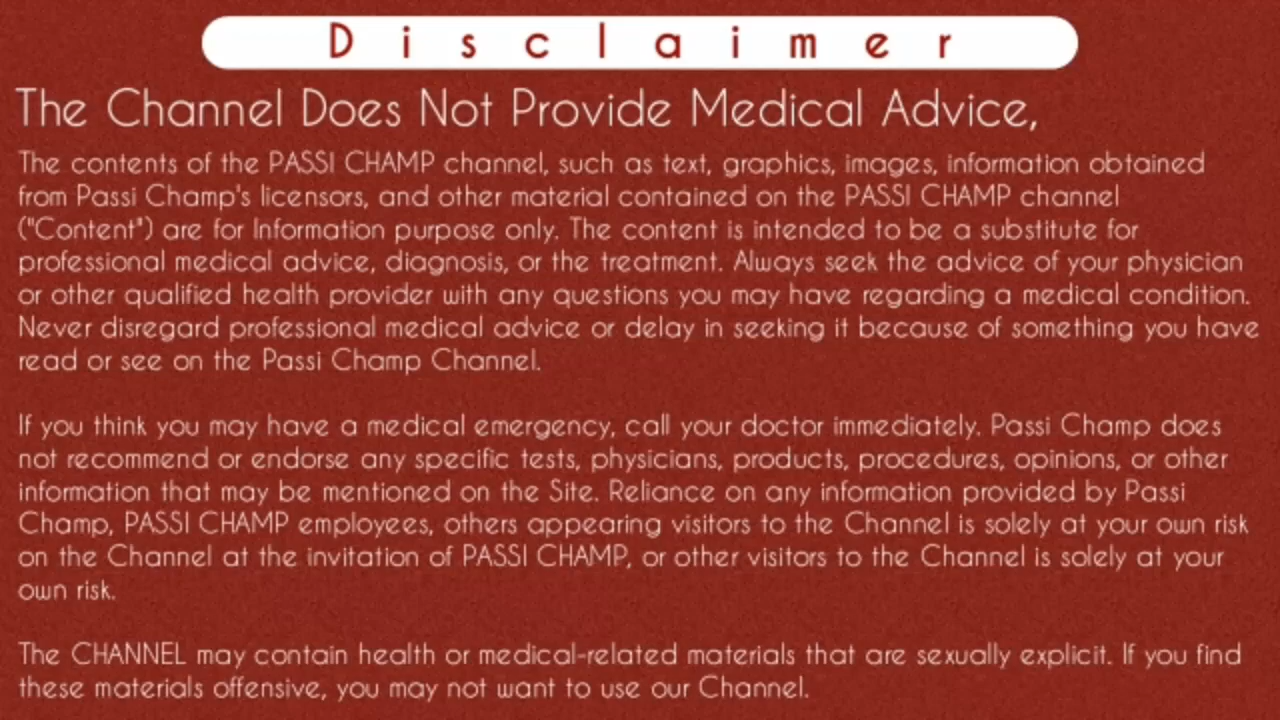 Disclaimer
The Channel Does Not Provide Medical Advice,
The contents of the PASSI CHAMP channel, such as text, graphics, images, information obtained
from Passi Champ's licensors, and other material contained on the PASSI CHAMP channel
("Content") are for Information purpose only. The content is intended to be a substitute for
professional medical advice, diagnosis, or the treatment. Always seek the advice of your physician
or other qualified health provider with any questions you may have regarding a medical condition.
Never disregard professional medical advice or delay in seeking it because of something you have
read or see on the Passi Champ Channel.
If you think you may have a medical emergency, call your doctor immediately. Passi Champ does
not recommend or endorse any specific tests, physicians, products, procedures, opinions, or other
information that may be mentioned on the Site. Reliance on any information provided by Passi
Champ, PASSI CHAMP employees, others appearing visitors to the Channel is solely at your own risk
on the Channel at the invitation of PASSI CHAMP, or other visitors to the Channel is solely at your
own risk.
The CHANNEL may contain health or medical-related materials that are sexually explicit. If you find
these materials offensive, you may not want to use our Channel.